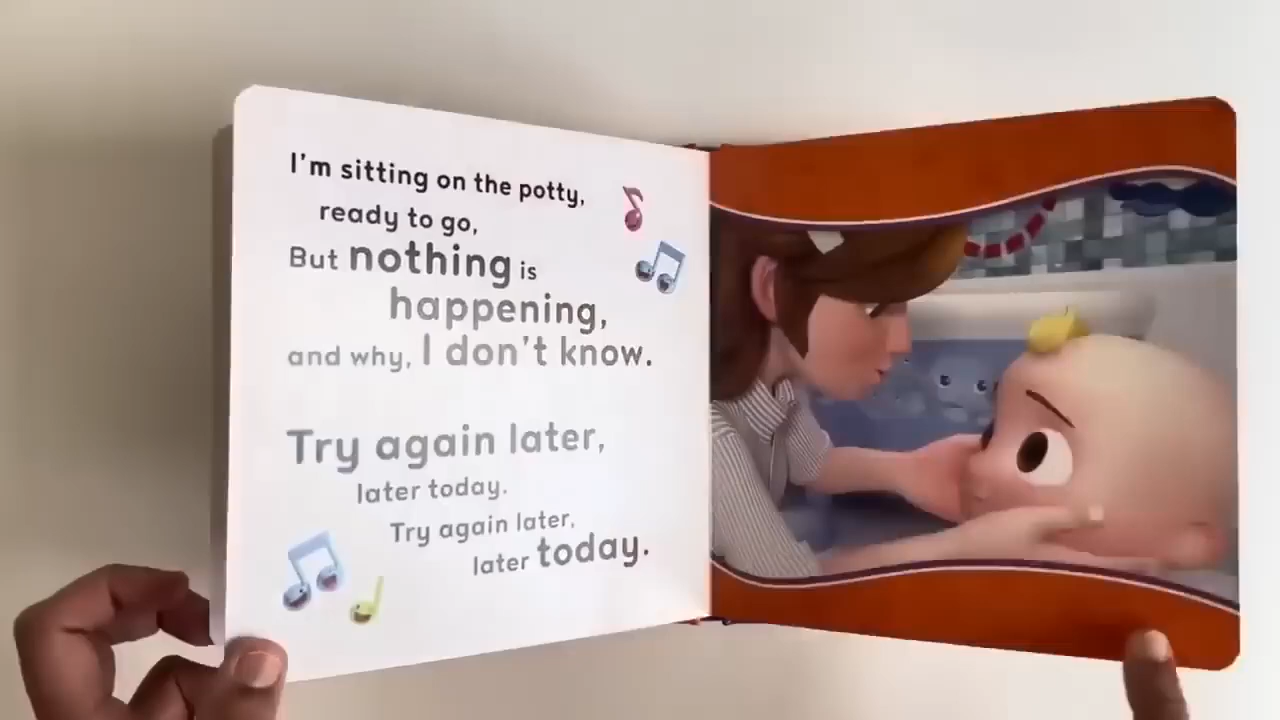 I'm sitting on the potty,
ready to go,
But nothing is
happening,
and why, I don't know.
Try again later,
later today.
Try again later,
later today.